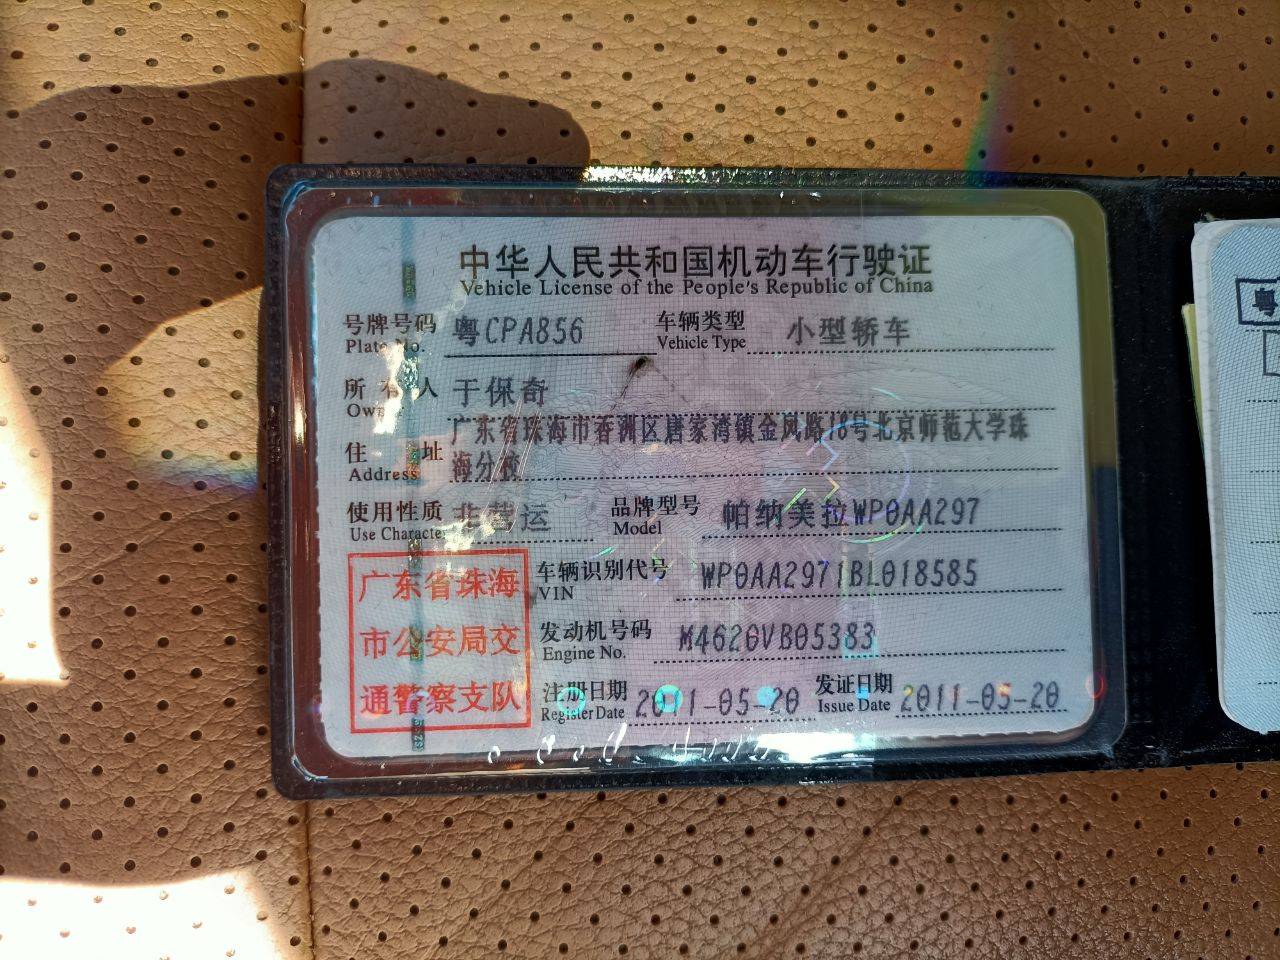 中华人民共和国机动车行驶证
Vehicle License of the People's Republic of China
号牌号码 粤CPA856 车辆类型 小型轿车
Plate No. Vehicle Type
所有人 于保奇
Owner
住址 广东省珠海市香洲区唐家湾镇金凤路18号北京师范大学珠
Address 海分校
使用性质 非营运 品牌型号 帕纳美拉WP0AA297
Use Character Model
广东省珠海
市公安局交
通警察支队
车辆识别代号 WP0AA2971BL018585
VIN
发动机号码 M4620VB05383
Engine No.
注册日期 2011-05-20 发证日期 2011-05-20
Register Date Issue Date
粤